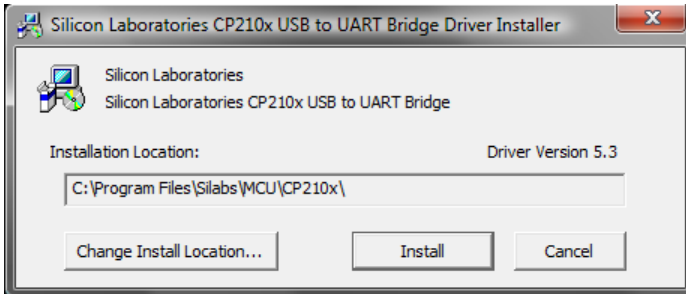 Silicon Laboratories CP210x USB to UART Bridge Driver Installer
Silicon Laboratories
Silicon Laboratories CP210x USB to UART Bridge
Installation Location:
Driver Version 5.3
C:\Program Files\Silabs\MCU\CP210x\
Change Install Location...
Install
Cancel